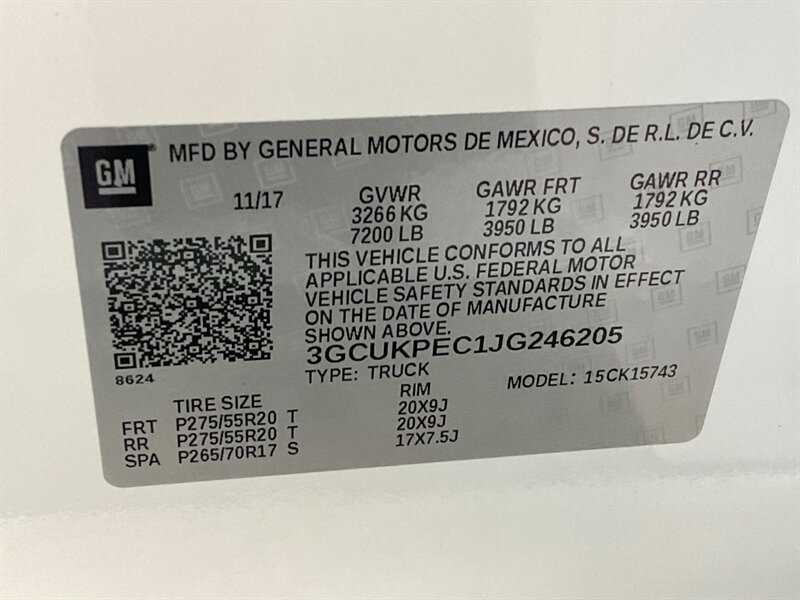 GM MFD BY GENERAL MOTORS DE MEXICO, S. DE R.L. DE C.V.
11/17 GVWR GAWR FRT GAWR RR
3266 KG 1792 KG 1792 KG
7200 LB 3950 LB 3950 LB
THIS VEHICLE CONFORMS TO ALL
APPLICABLE U.S. FEDERAL MOTOR
VEHICLE SAFETY STANDARDS IN EFFECT
ON THE DATE OF MANUFACTURE
SHOWN ABOVE.
3GCUKPEC1JG246205
8624
TYPE: TRUCK MODEL: 15CK15743
TIRE SIZE RIM
FRT P275/55R20 T 20X9J
RR P275/55R20 T 20X9J
SPA P265/70R17 S 17X7.5J